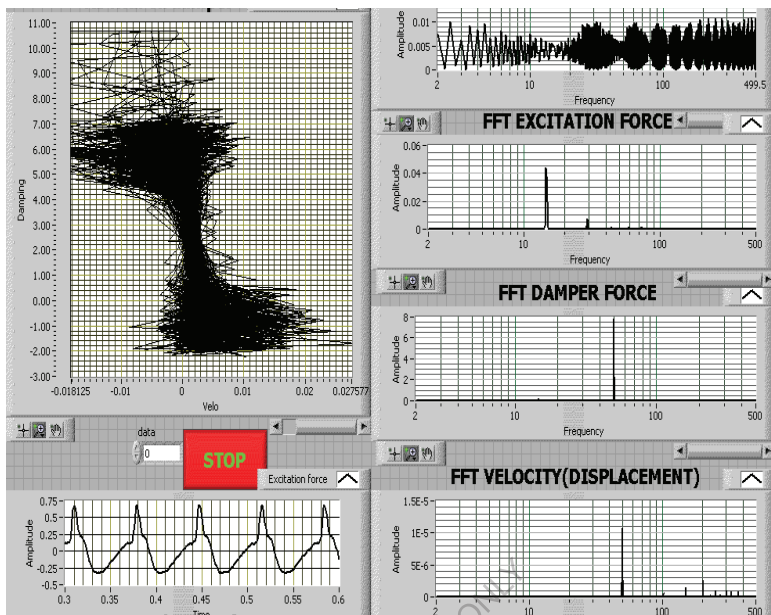 11.00
10.00
9.00
8.00
7.00
6.00
5.00
4.00
3.00
2.00
1.00
0.00
-1.00
-2.00
-3.00
Damping
-0.018125 -0.01 0 0.01 0.02 0.027577
Velo
data
0
STOP
Excitation force
0.75
0.5
0.25
0
-0.25
-0.5
Amplitude
0.3 0.35 0.4 0.45 0.5 0.55 0.6
Time
0.01
0.005
0
Amplitude
2 10 100 499.5
Frequency
FFT EXCITATION FORCE
0.06
0.04
0.02
0
Amplitude
2 10 100 500
Frequency
FFT DAMPER FORCE
8
6
4
2
0
Amplitude
2 10 100 500
Frequency
FFT VELOCITY(DISPLACEMENT)
1.5E-5
1E-5
5E-6
0
Amplitude
ONLY
2 10 100 500